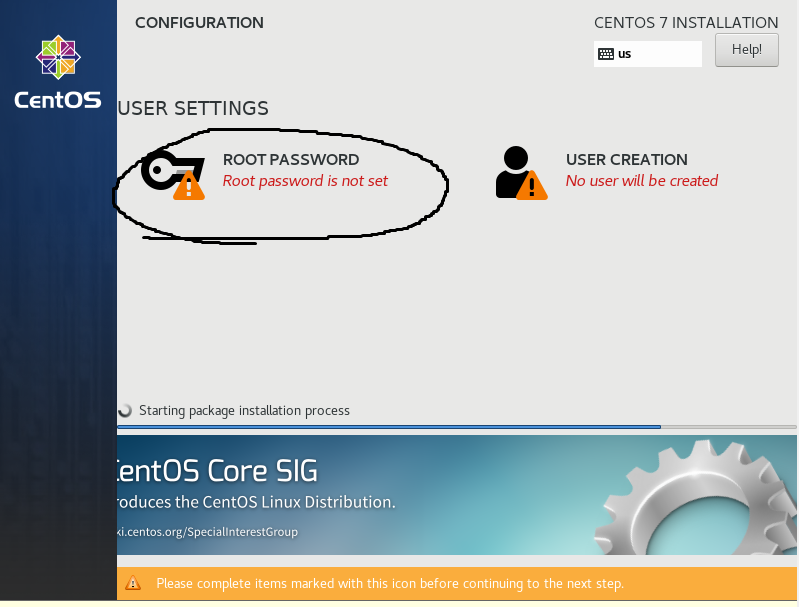 CONFIGURATION
CENTOS 7 INSTALLATION
us
Help!
CentOS
USER SETTINGS
ROOT PASSWORD
Root password is not set
USER CREATION
No user will be created
Starting package installation process
CentOS Core SIG
roduces the CentOS Linux Distribution.
ki.centos.org/SpecialInterestGroup
Please complete items marked with this icon before continuing to the next step.